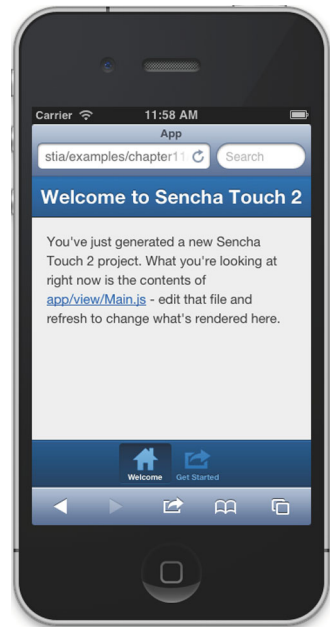 Carrier
11:58 AM
App
stia/examples/chapter11
Search
Welcome to Sencha Touch 2
You've just generated a new Sencha
Touch 2 project. What you're looking at
right now is the contents of
app/view/Main.js - edit that file and
refresh to change what's rendered here.
Welcome
Get Started